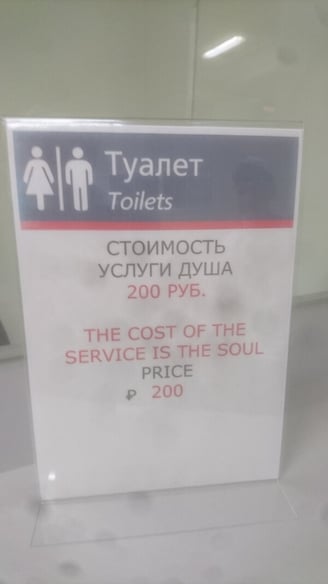 Туалет
Toilets
СТОИМОСТЬ
УСЛУГИ ДУША
200 РУБ.
THE COST OF THE
SERVICE IS THE SOUL
PRICE
₽ 200